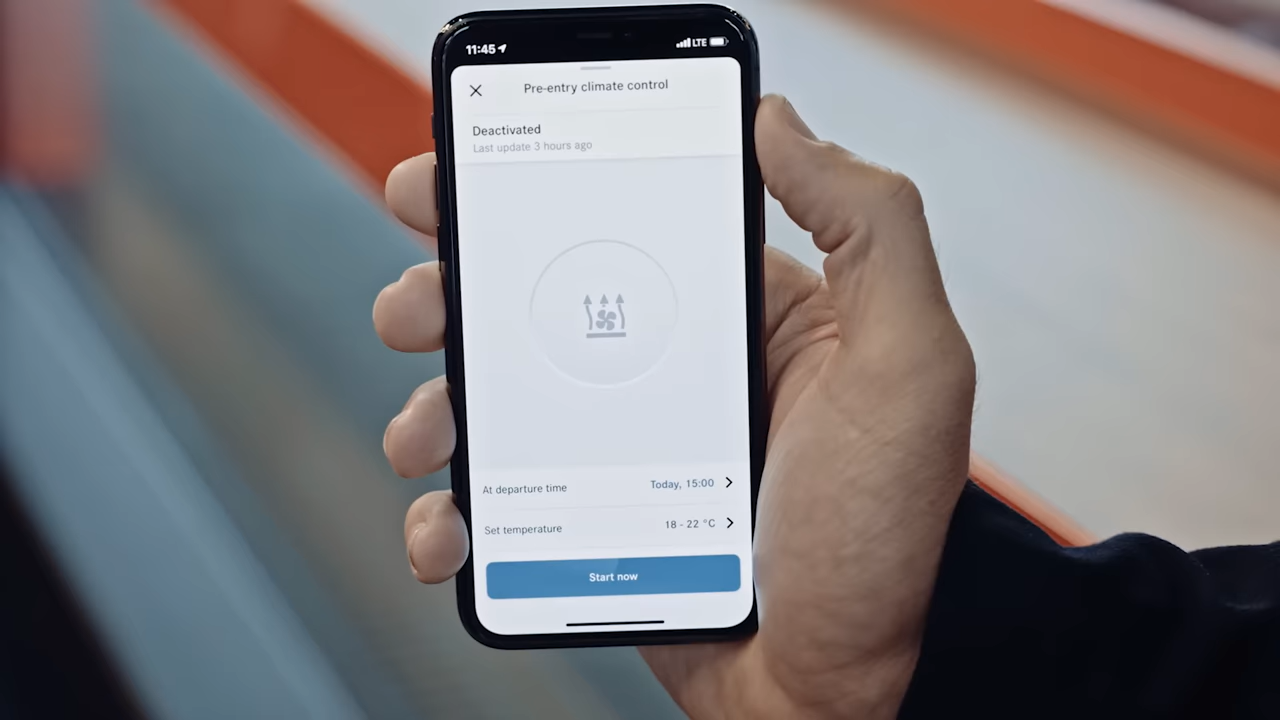 11:45 LTE
Pre-entry climate control
Deactivated
Last update 3 hours ago
At departure time Today, 15:00
Set temperature 18 - 22 °C
Start now